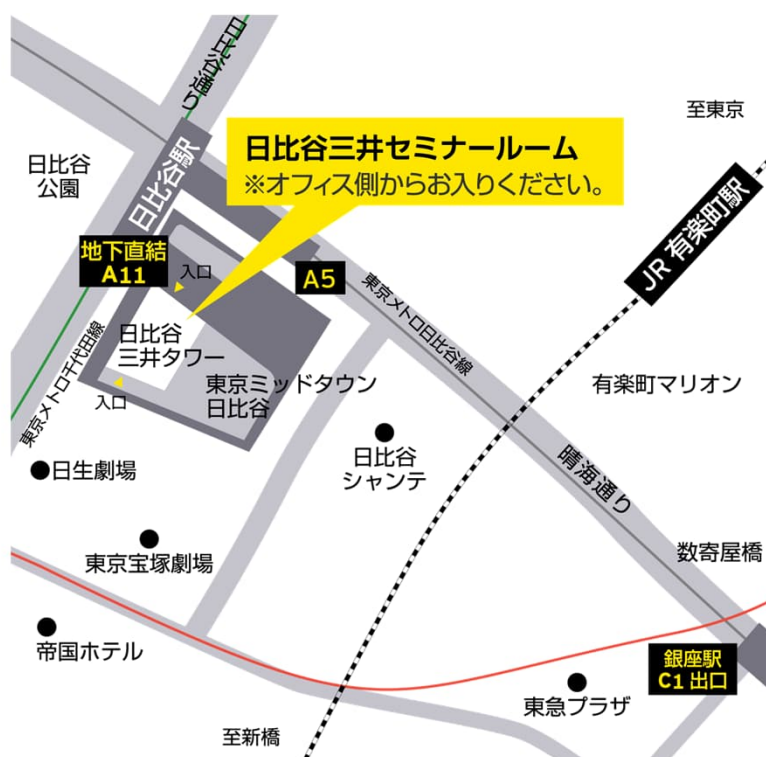 日比谷通り
至東京
日比谷三井セミナールーム
※オフィス側からお入りください。
日比谷
公園
日比谷駅
JR 有楽町駅
地下直結
A11
入口
A5
東京メトロ日比谷線
日比谷
三井タワー
東京メトロ千代田線
入口
東京ミッドタウン
日比谷
有楽町マリオン
日比谷
シャンテ
晴海通り
日生劇場
東京宝塚劇場
数寄屋橋
帝国ホテル
銀座駅
C1 出口
東急プラザ
至新橋